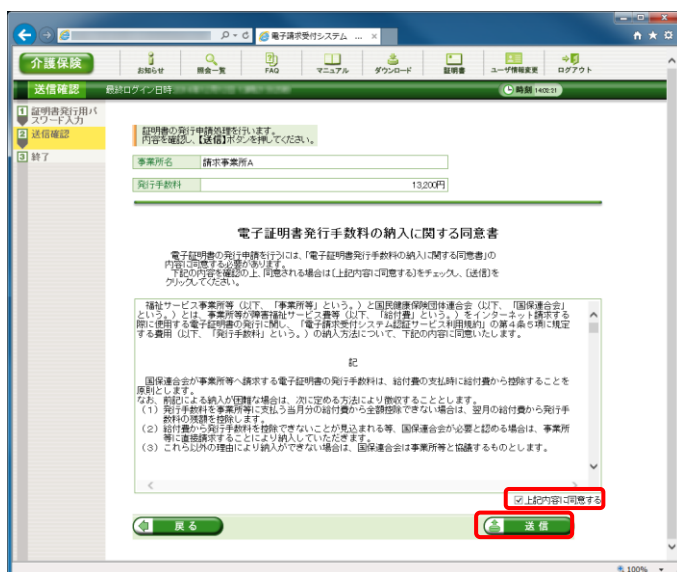 電子請求受付システム ...
介護保険
お知らせ
照会一覧
FAQ
マニュアル
ダウンロード
証明書
ユーザ情報変更
ログアウト
送信確認
最終ログイン日時
時刻 14:02:31
1 証明書発行用パ
スワード入力
2 送信確認
3 終了
証明書の発行申請処理を行います。
内容を確認し、【送信】ボタンを押してください。
事業所名 請求事業所A
発行手数料 13,200円
電子証明書発行手数料の納入に関する同意書
電子証明書の発行申請を行うには、「電子証明書発行手数料の納入に関する同意書」の
内容に同意する必要があります。
下記の内容を確認の上、同意される場合は「上記内容に同意する」をチェックし、【送信】を
クリックしてください。
福祉サービス事業所等（以下、「事業所等」という。）と国民健康保険団体連合会（以下、「国保連合会」
という。）とは、事業所等が障害福祉サービス費等（以下、「給付費」という。）をインターネット請求する
際に使用する電子証明書の発行に関し、「電子請求受付システム認証サービス利用規約」の第４条５項に規定
する費用（以下、「発行手数料」という。）の納入方法について、下記の内容に同意いたします。
記
国保連合会が事業所等へ請求する電子証明書の発行手数料は、給付費の支払時に給付費から控除することを
原則とします。
なお、前記による納入が困難な場合は、次に定める方法により徴収することとします。
（１）発行手数料を事業所等に支払う当月分の給付費から全額控除できない場合は、翌月の給付費から発行手
数料の残額を控除します。
（２）給付費から発行手数料を控除できないことが見込まれる等、国保連合会が必要と認める場合は、事業所
等に直接請求することにより納入していただきます。
（３）これら以外の理由により納入ができない場合は、国保連合会は事業所等と協議するものとします。
上記内容に同意する
戻る
送信
100%